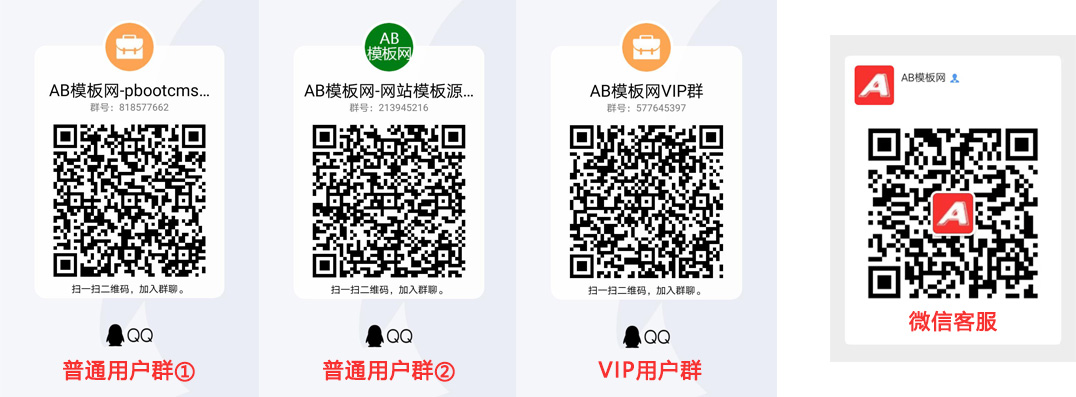 AB模板网-pbootcms...
群号：818577662
扫一扫二维码，加入群聊。
QQ
普通用户群①
AB
模板网
AB模板网-网站模板源...
群号：213945216
扫一扫二维码，加入群聊。
QQ
普通用户群②
AB模板网VIP群
群号：577645397
扫一扫二维码，加入群聊。
QQ
VIP用户群
A
AB模板网
A
微信客服